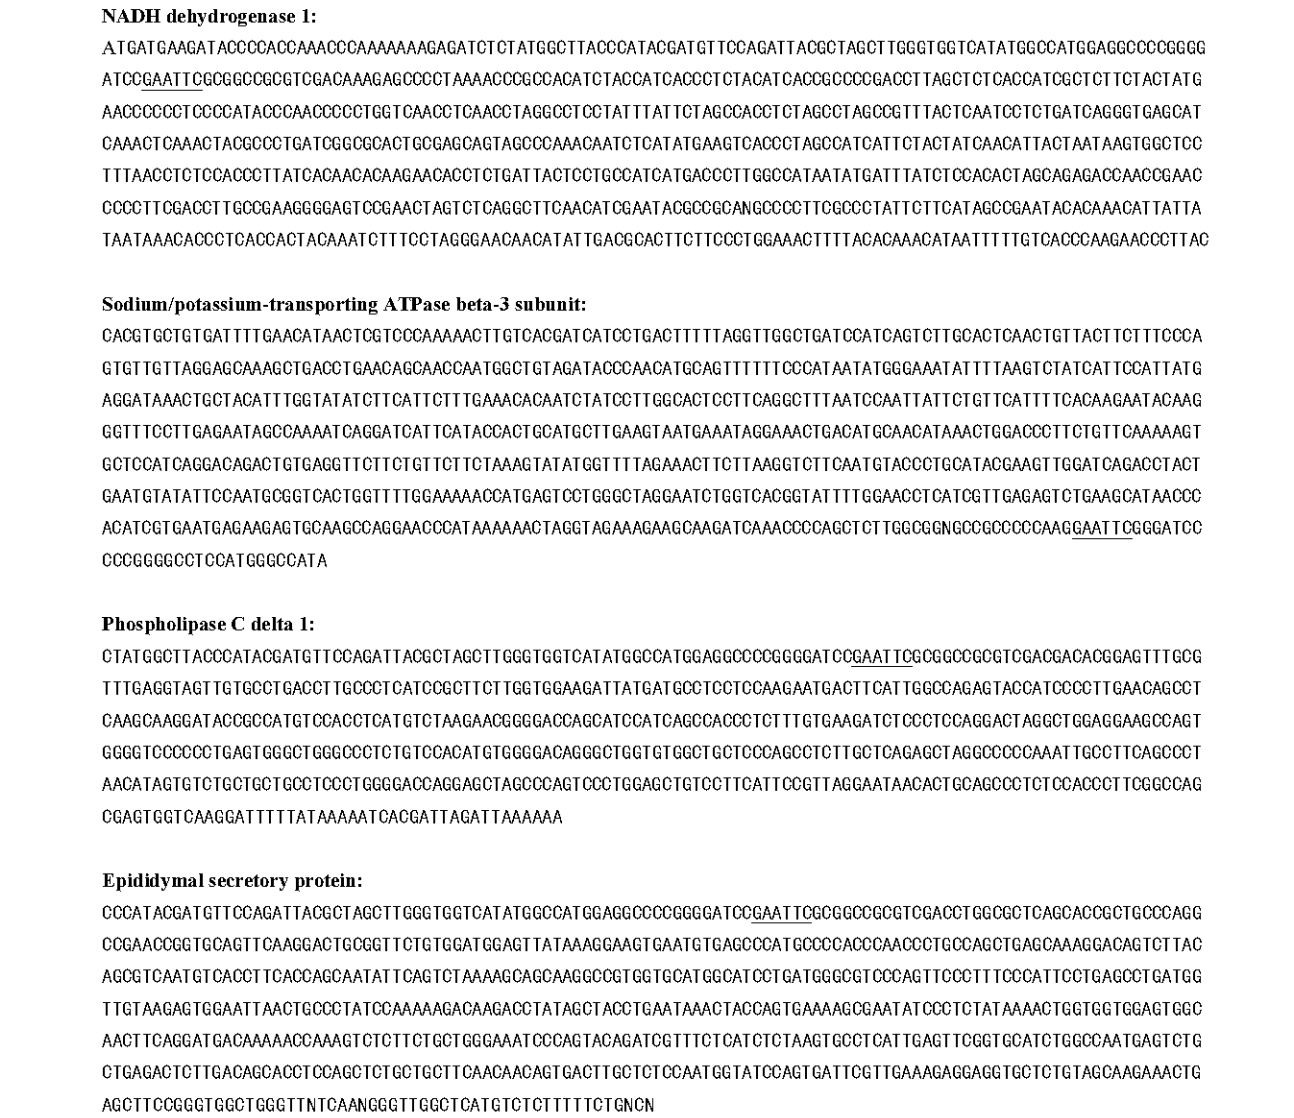 NADH dehydrogenase 1:
ATGATGAAGATACCCCACCAAACCCAAAAAAAGAGATCTCTATGGCTTACCCATACGATGTTCCAGATTACGCTAGCTTGGGTGGTCATATGGCCATGGAGGCCCCGGGG
ATCCGAATTCGCGGCCGCGTCGACAAAGAGCCCCTAAAACCCGCCACATCTACCATCACCCTCTACATCACCGCCCCGACCTTAGCTCTCACCATCGCTCTTCTACTATG
AACCCCCCTCCCCATACCCAACCCCCTGGTCAACCTCAACCTAGGCCTCCTATTTATTCTAGCCACCTCTAGCCTAGCCGTTTACTCAATCCTCTGATCAGGGTGAGCAT
CAAACTCAAACTACGCCCTGATCGGCGCACTGCGAGCAGTAGCCCAAACAATCTCATATGAAGTCACCCTAGCCATCATTCTACTATCAACATTACTAATAAGTGGCTCC
TTTAACCTCTCCACCCTTATCACAACACAAGAACACCTCTGATTACTCCTGCCATCATGACCCTTGGCCATAATATGATTTATCTCCACACTAGCAGAGACCAACCGAAC
CCCCTTCGACCTTGCCGAAGGGGAGTCCGAACTAGTCTCAGGCTTCAACATCGAATACGCCGCANGCCCCTTCGCCCTATTCTTCATAGCCGAATACACAAACATTATTA
TAATAAACACCCTCACCACTACAAATCTTTCCTAGGGAACAACATATTGACGCACTTCTTCCCTGGAAACTTTTACACAAACATAATTTTTGTCACCCAAGAACCCTTAC
Sodium/potassium-transporting ATPase beta-3 subunit:
CACGTGCTGTGATTTTGAACATAACTCGTCCCAAAAACTTGTCACGATCATCCTGACTTTTTAGGTTGGCTGATCCATCAGTCTTGCACTCAACTGTTACTTCTTTCCCA
GTGTTGTTAGGAGCAAAGCTGACCTGAACAGCAACCAATGGCTGTAGATACCCAACATGCAGTTTTTTCCCATAATATGGGAAATATTTTAAGTCTATCATTCCATTATG
AGGATAAACTGCTACATTTGGTATATCTTCATTCTTTGAAACACAATCTATCCTTGGCACTCCTTCAGGCTTTAATCCAATTATTCTGTTCATTTTCACAAGAATACAAG
GGTTTCCTTGAGAATAGCCAAAATCAGGATCATTCATACCACTGCATGCTTGAAGTAATGAAATAGGAAACTGACATGCAACATAAACTGGACCCTTCTGTTCAAAAAGT
GCTCCATCAGGACAGACTGTGAGGTTCTTCTGTTCTTCTAAAGTATATGGTTTTAGAAACTTCTTAAGGTCTTCAATGTACCCTGCATACGAAGTTGGATCAGACCTACT
GAATGTATATTCCAATGCGGTCACTGGTTTTGGAAAAACCATGAGTCCTGGGCTAGGAATCTGGTCACGGTATTTTGGAACCTCATCGTTGAGAGTCTGAAGCATAACCC
ACATCGTGAATGAGAAGAGTGCAAGCCAGGAACCCATAAAAAACTAGGTAGAAAGAAGCAAGATCAAACCCCAGCTCTTGGCGGNGCCGCCCCCAAGGAATTCGGGATCC
CCCGGGGCCTCCATGGGCCATA
Phospholipase C delta 1:
CTATGGCTTACCCATACGATGTTCCAGATTACGCTAGCTTGGGTGGTCATATGGCCATGGAGGCCCCGGGGATCCGAATTCGCGGCCGCGTCGACGACACGGAGTTTGCG
TTTGAGGTAGTTGTGCCTGACCTTGCCCTCATCCGCTTCTTGGTGGAAGATTATGATGCCTCCTCCAAGAATGACTTCATTGGCCAGAGTACCATCCCCTTGAACAGCCT
CAAGCAAGGATACCGCCATGTCCACCTCATGTCTAAGAACGGGGACCAGCATCCATCAGCCACCCTCTTTGTGAAGATCTCCCTCCAGGACTAGGCTGGAGGAAGCCAGT
GGGGTCCCCCCTGAGTGGGCTGGGCCCTCTGTCCACATGTGGGGACAGGGCTGGTGTGGCTGCTCCCAGCCTCTTGCTCAGAGCTAGGCCCCCAAATTGCCTTCAGCCCT
AACATAGTGTCTGCTGCTGCCTCCCTGGGGACCAGGAGCTAGCCCAGTCCCTGGAGCTGTCCTTCATTCCGTTAGGAATAACACTGCAGCCCTCTCCACCCTTCGGCCAG
CGAGTGGTCAAGGATTTTTATAAAAATCACGATTAGATTAAAAAA
Epididymal secretory protein:
CCCATACGATGTTCCAGATTACGCTAGCTTGGGTGGTCATATGGCCATGGAGGCCCCGGGGATCCGAATTCGCGGCCGCGTCGACCTGGCGCTCAGCACCGCTGCCCAGG
CCGAACCGGTGCAGTTCAAGGACTGCGGTTCTGTGGATGGAGTTATAAAGGAAGTGAATGTGAGCCCATGCCCCACCCAACCCTGCCAGCTGAGCAAAGGACAGTCTTAC
AGCGTCAATGTCACCTTCACCAGCAATATTCAGTCTAAAAGCAGCAAGGCCGTGGTGCATGGCATCCTGATGGGCGTCCCAGTTCCCTTTCCCATTCCTGAGCCTGATGG
TTGTAAGAGTGGAATTAACTGCCCTATCCAAAAAGACAAGACCTATAGCTACCTGAATAAACTACCAGTGAAAAGCGAATATCCCTCTATAAAACTGGTGGTGGAGTGGC
AACTTCAGGATGACAAAAACCAAAGTCTCTTCTGCTGGGAAATCCCAGTACAGATCGTTTCTCATCTCTAAGTGCCTCATTGAGTTCGGTGCATCTGGCCAATGAGTCTG
CTGAGACTCTTGACAGCACCTCCAGCTCTGCTGCTTCAACAACAGTGACTTGCTCTCCAATGGTATCCAGTGATTCGTTGAAAGAGGAGGTGCTCTGTAGCAAGAAACTG
AGCTTCCGGGTGGCTGGGTTNTCAANGGGTTGGCTCATGTCTCTTTTTCTGNCN